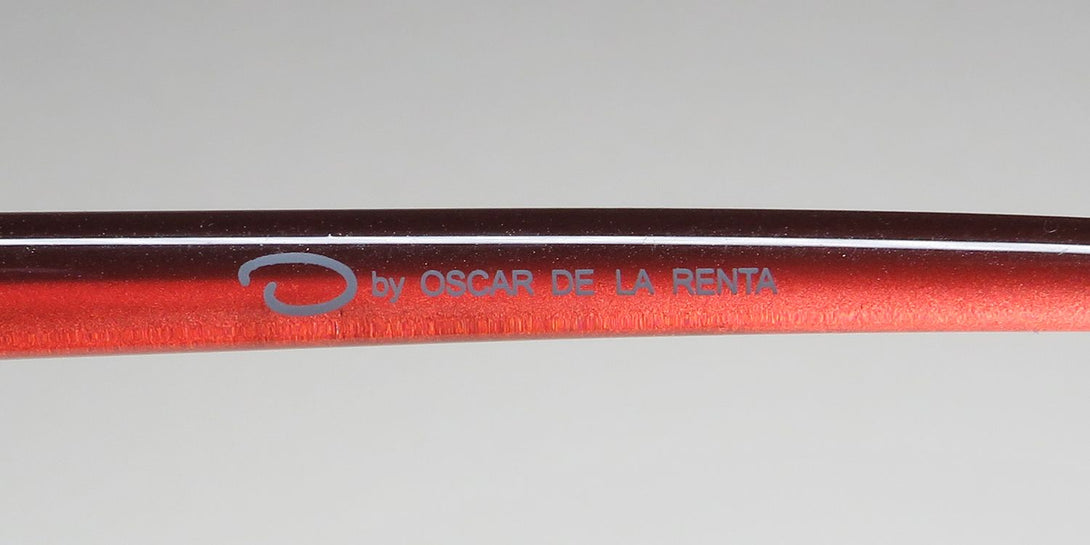 O by OSCAR DE LA RENTA